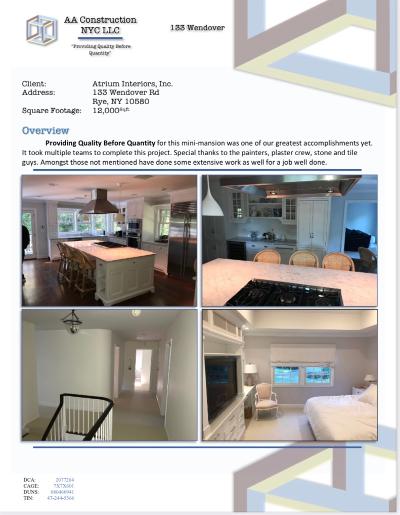 AA Construction
NYC LLC
"Providing Quality Before
Quantity"
133 Wendover
Client: Atrium Interiors, Inc.
Address: 133 Wendover Rd
Rye, NY 10580
Square Footage: 12,000sqft.
Overview
Providing Quality Before Quantity for this mini-mansion was one of our greatest accomplishments yet.
It took multiple teams to complete this project. Special thanks to the painters, plaster crew, stone and tile
guys. Amongst those not mentioned have done some extensive work as well for a job well done.
DCA:
CAGE:
DUNS:
TIN: